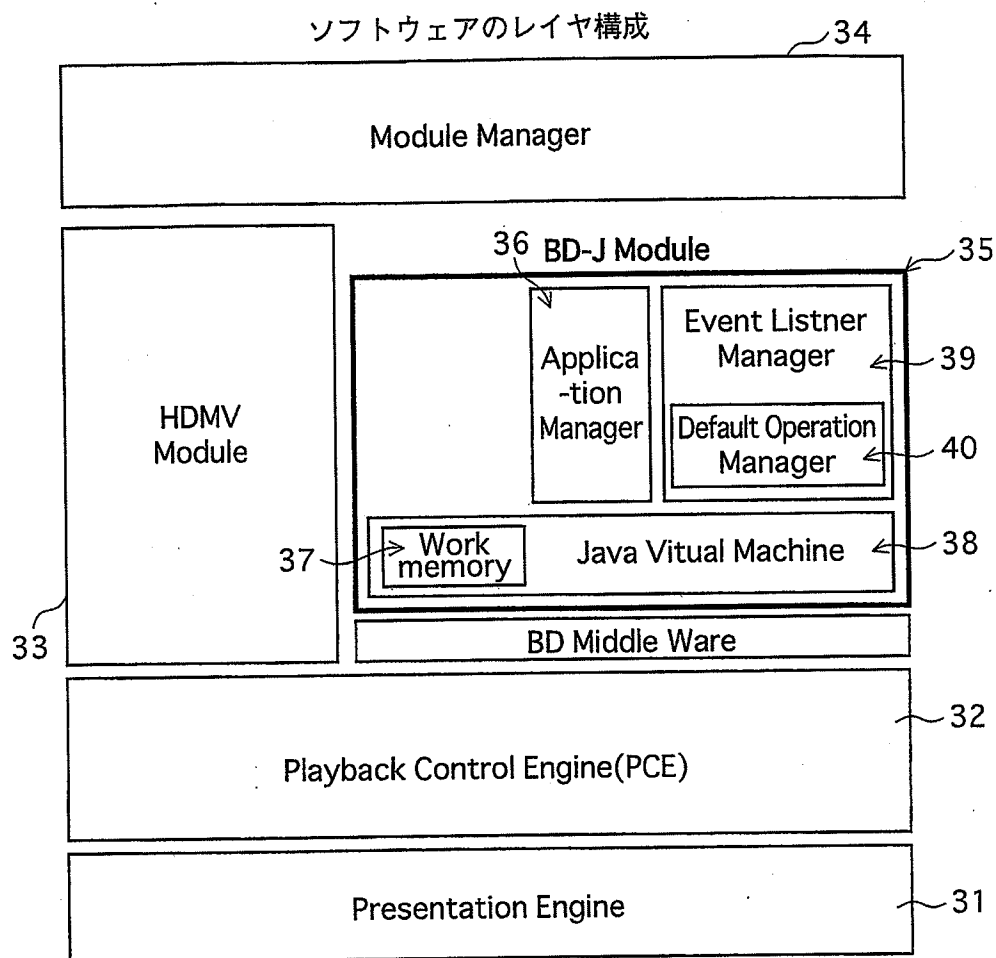 ソフトウェアのレイヤ構成
34
Module Manager
36
BD-J Module
35
HDMV
Module
Applica
-tion
Manager
Event Listner
Manager
39
Default Operation
Manager
40
37
Work
memory
Java Vitual Machine
38
33
BD Middle Ware
32
Playback Control Engine(PCE)
Presentation Engine
31